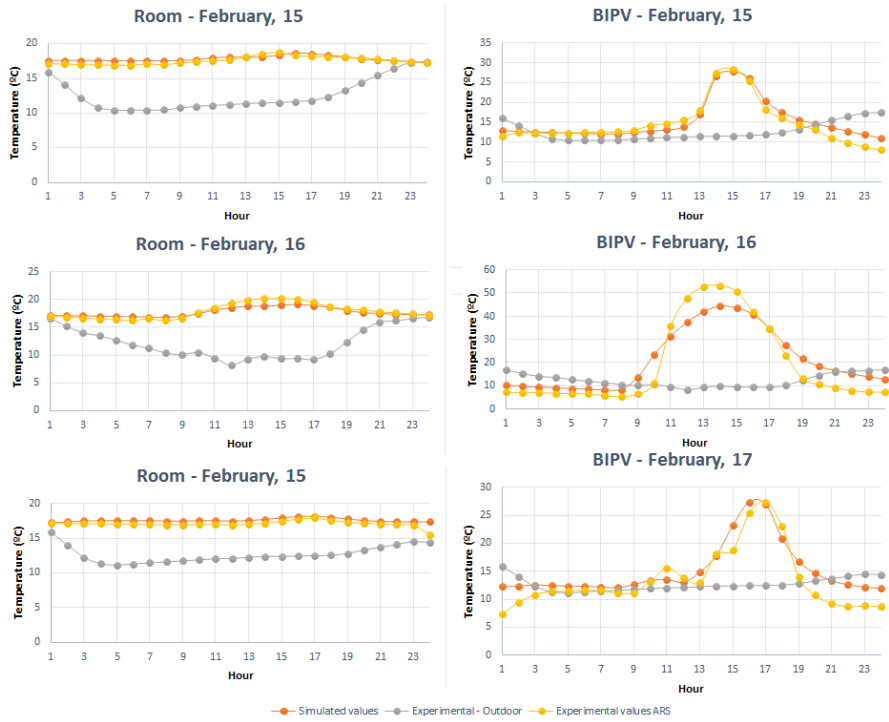 Room - February, 15
Temperature (ºC)
20
15
10
5
0
1 3 5 7 9 11 13 15 17 19 21 23
Hour
BIPV - February, 15
Temperature (ºC)
35
30
25
20
15
10
5
0
1 3 5 7 9 11 13 15 17 19 21 23
Hour
Room - February, 16
Temperature (ºC)
25
20
15
10
5
0
1 3 5 7 9 11 13 15 17 19 21 23
Hour
BIPV - February, 16
Temperature (ºC)
60
50
40
30
20
10
0
1 3 5 7 9 11 13 15 17 19 21 23
Hour
Room - February, 15
Temperature (ºC)
20
15
10
5
0
1 3 5 7 9 11 13 15 17 19 21 23
Hour
BIPV - February, 17
Temperature (ºC)
30
25
20
15
10
5
0
1 3 5 7 9 11 13 15 17 19 21 23
Hour
Simulated values
Experimental - Outdoor
Experimental values ARS